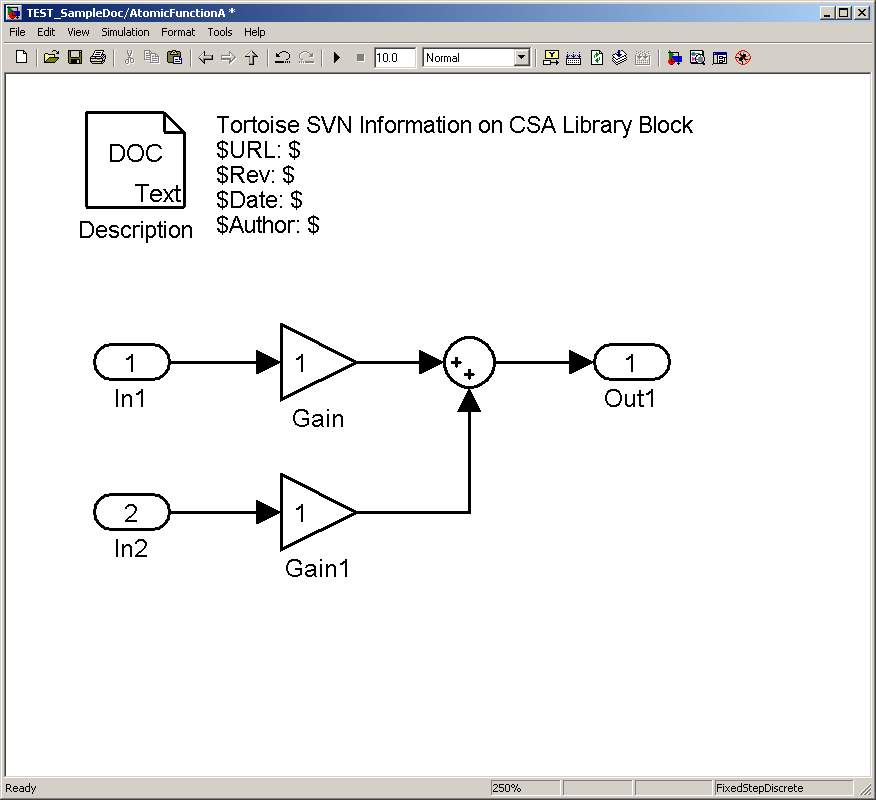 TEST_SampleDoc/AtomicFunctionA *
File Edit View Simulation Format Tools Help
10.0 Normal
DOC
Text
Description
Tortoise SVN Information on CSA Library Block
$URL: $
$Rev: $
$Date: $
$Author: $
1
In1
1
Gain
1
Out1
2
In2
1
Gain1
Ready 250% FixedStepDiscrete